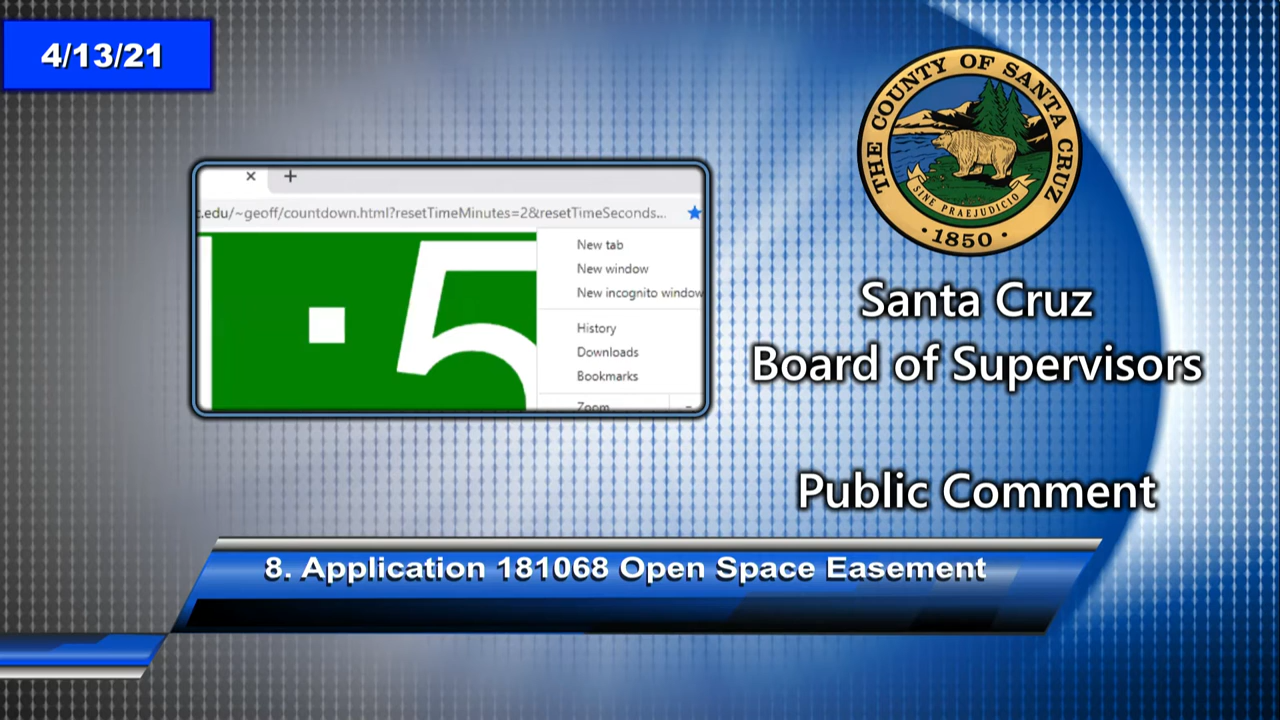 4/13/21
THE COUNTY OF SANTA CRUZ
SINE PRAEJUDICIO
· 1850 ·
× +
c.edu/~geoff/countdown.html?resetTimeMinutes=2&resetTimeSeconds...
5
New tab
New window
New incognito window
History
Downloads
Bookmarks
Zoom
Santa Cruz
Board of Supervisors
Public Comment
8. Application 181068 Open Space Easement